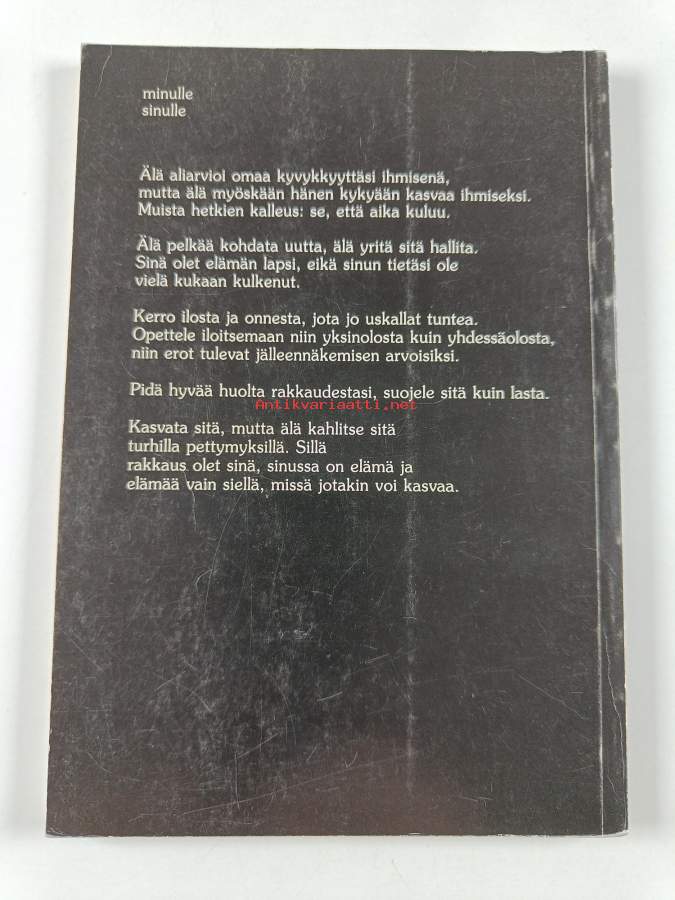 minulle
sinulle
Älä aliarvioi omaa kyvykkyyttäsi ihmisenä,
mutta älä myöskään hänen kykyään kasvaa ihmiseksi.
Muista hetkien kalleus: se, että aika kuluu.
Älä pelkää kohdata uutta, älä yritä sitä hallita.
Sinä olet elämän lapsi, eikä sinun tietäsi ole
vielä kukaan kulkenut.
Kerro ilosta ja onnesta, jota jo uskallat tuntea.
Opettele iloitsemaan niin yksinolosta kuin yhdessäolosta,
niin erot tulevat jälleennäkemisen arvoisiksi.
Pidä hyvää huolta rakkaudestasi, suojele sitä kuin lasta.
Antikvariaatti.net
Kasvata sitä, mutta älä kahlitse sitä
turhilla pettymyksillä. Sillä
rakkaus olet sinä, sinussa on elämä ja
elämää vain siellä, missä jotakin voi kasvaa.